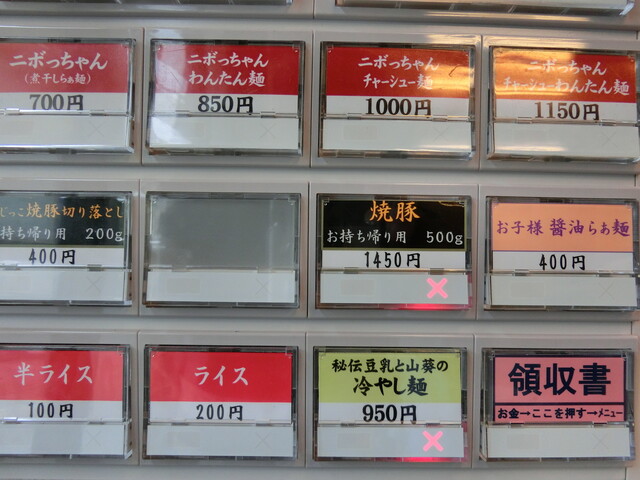 ニボっちゃん
(煮干しらぁ麺)
700円
ニボっちゃん
わんたん麺
850円
ニボっちゃん
チャーシュー麺
1000円
ニボっちゃん
チャーシューわんたん麺
1150円
じっこ焼豚切り落とし
持ち帰り用 200g
400円
焼豚
お持ち帰り用 500g
1450円
×
お子様 醤油らぁ麺
400円
半ライス
100円
ライス
200円
秘伝豆乳と山葵の
冷やし麺
950円
×
領収書
お金→ここを押す→メニュー